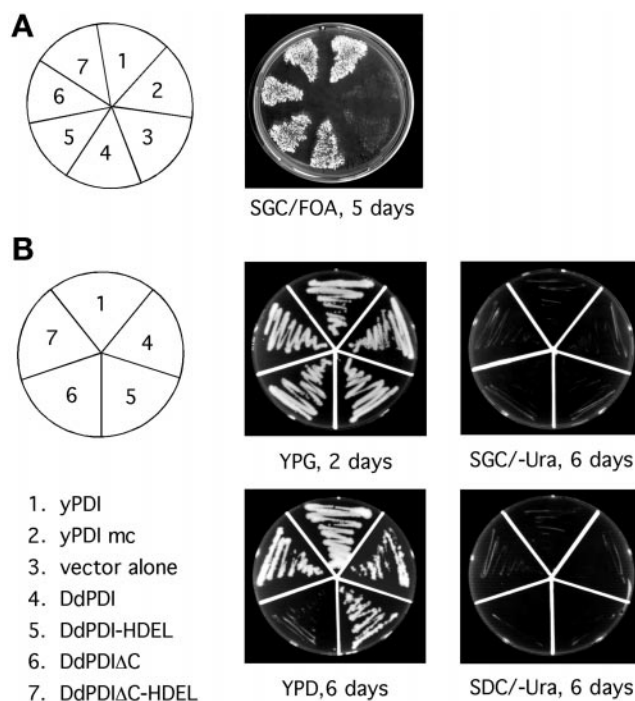 A
1
2
3
4
5
6
7
SGC/FOA, 5 days
B
1
4
5
6
7
YPG, 2 days
SGC/-Ura, 6 days
1. yPDI
2. yPDI mc
3. vector alone
4. DdPDI
5. DdPDI-HDEL
6. DdPDIΔC
7. DdPDIΔC-HDEL
YPD,6 days
SDC/-Ura, 6 days